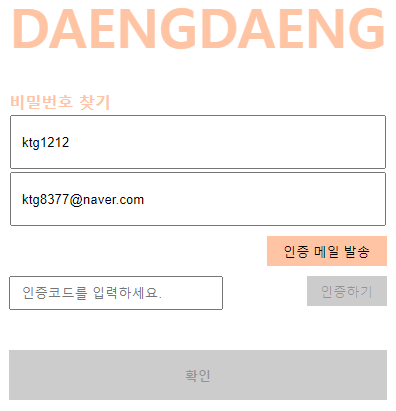 DAENGDAENG
비밀번호 찾기
ktg1212
ktg8377@naver.com
인증 메일 발송
인증코드를 입력하세요.
인증하기
확인